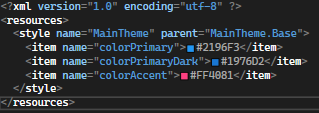 <?xml version="1.0" encoding="utf-8" ?>
<resources>
  <style name="MainTheme" parent="MainTheme.Base">
    <item name="colorPrimary">#2196F3</item>
    <item name="colorPrimaryDark">#1976D2</item>
    <item name="colorAccent">#FF4081</item>
  </style>
</resources>